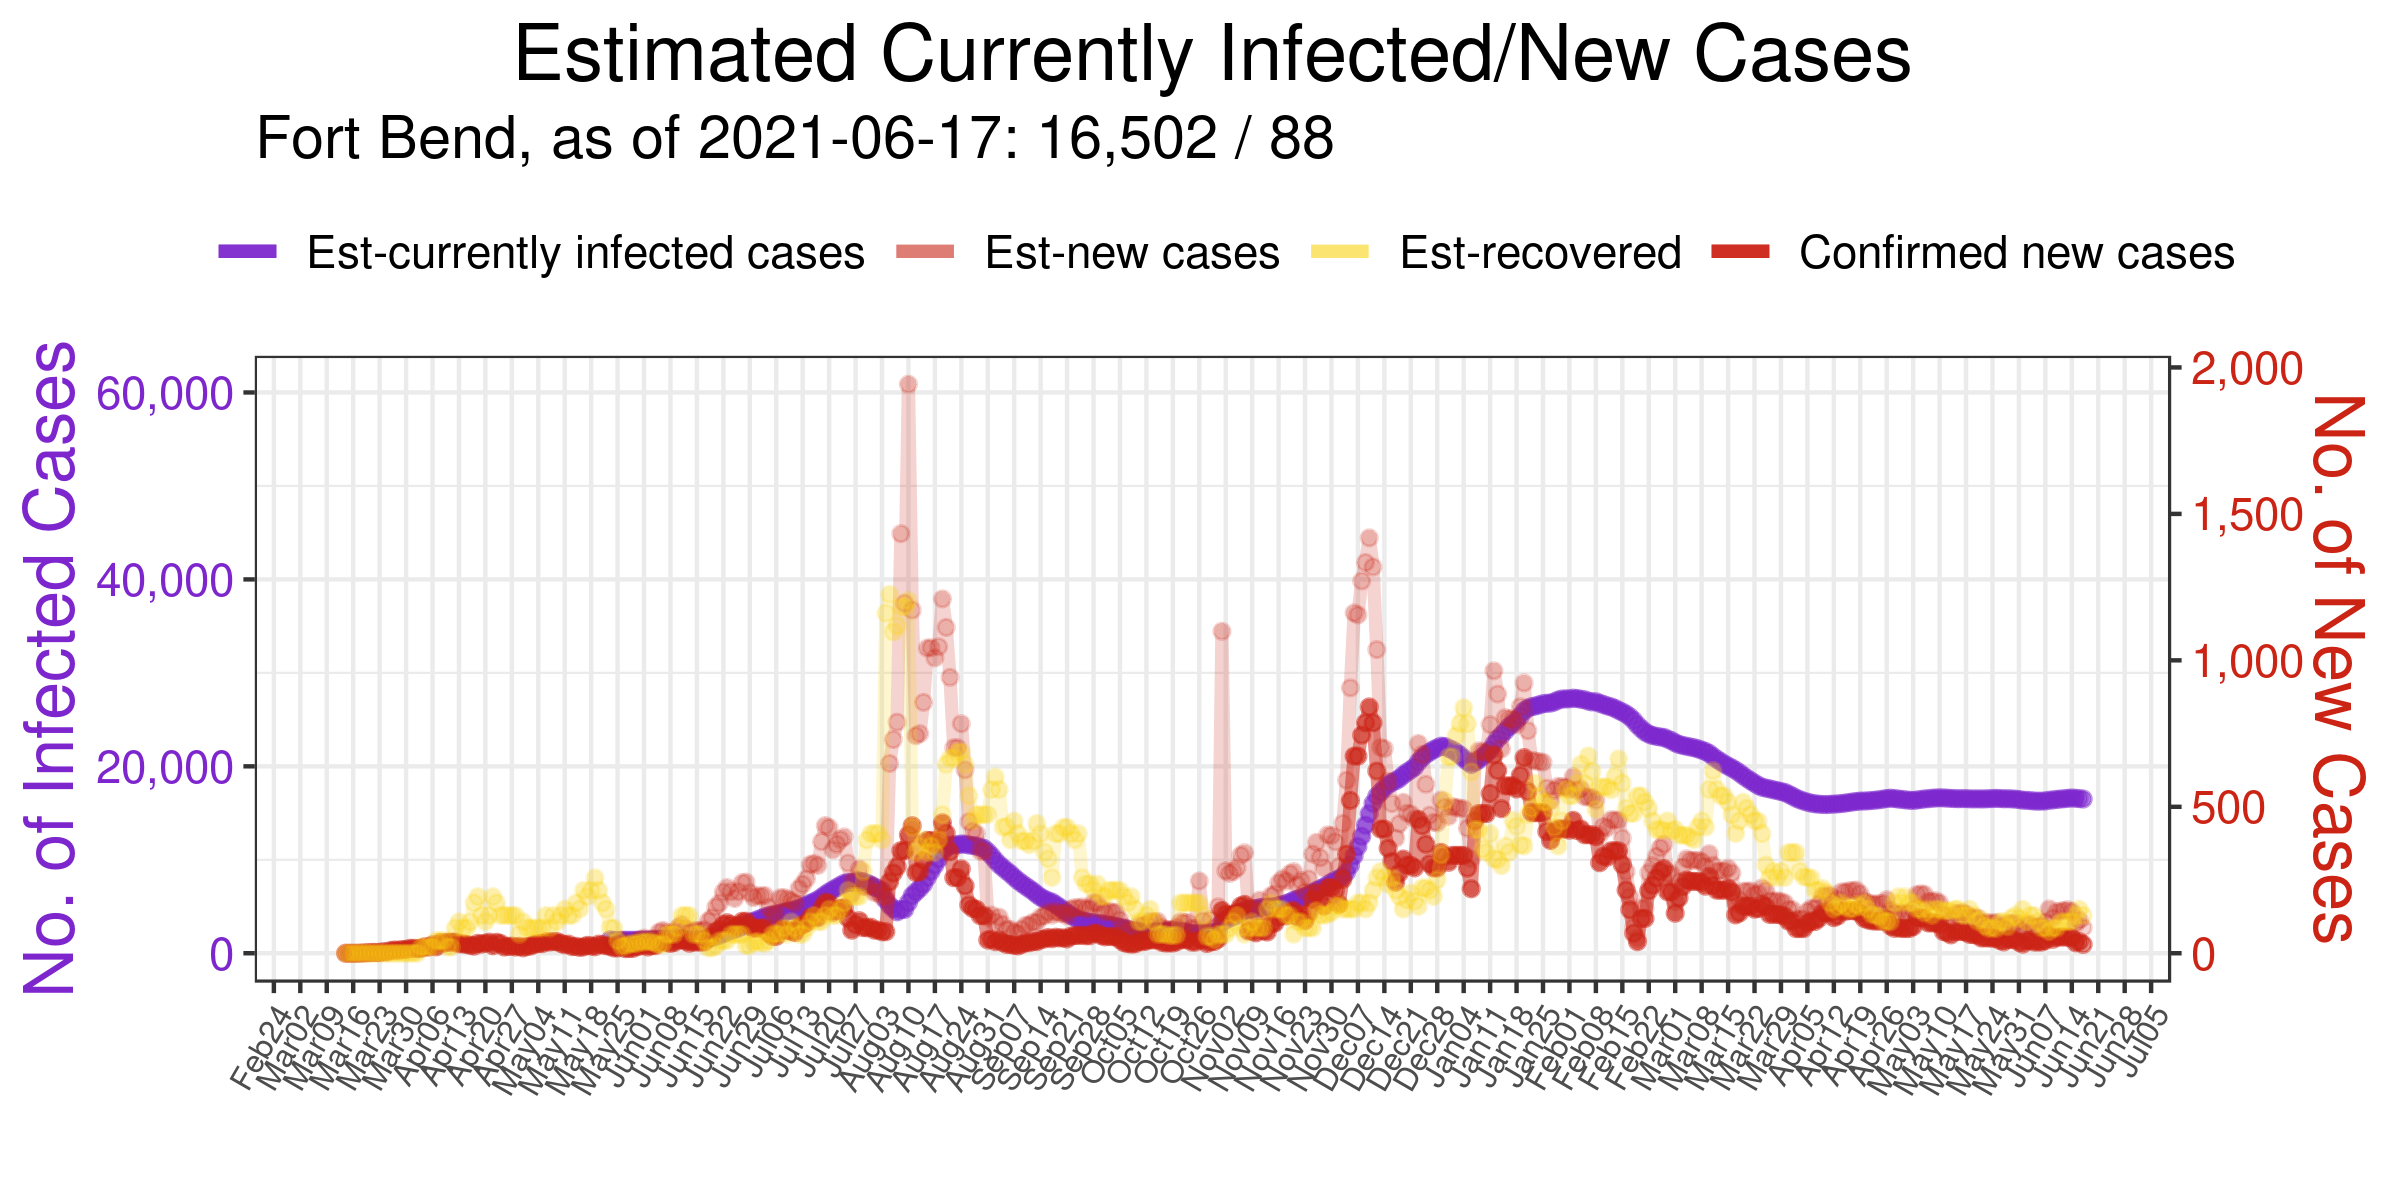 Estimated Currently Infected/New Cases
Fort Bend, as of 2021-06-17: 16,502 / 88
Est-currently infected cases Est-new cases Est-recovered Confirmed new cases
No. of Infected Cases
60,000
40,000
20,000
0
2,000
1,500
1,000
500
0
No. of New Cases
Feb24 Mar02 Mar09 Mar16 Mar23 Mar30 Apr06 Apr13 Apr20 Apr27 May04 May11 May18 May25 Jun01 Jun08 Jun15 Jun22 Jun29 Jul06 Jul13 Jul20 Jul27 Aug03 Aug10 Aug17 Aug24 Aug31 Sep07 Sep14 Sep21 Sep28 Oct05 Oct12 Oct19 Oct26 Nov02 Nov09 Nov16 Nov23 Nov30 Dec07 Dec14 Dec21 Dec28 Jan04 Jan11 Jan18 Jan25 Feb01 Feb08 Feb15 Feb22 Mar01 Mar08 Mar15 Mar22 Mar29 Apr05 Apr12 Apr19 Apr26 May03 May10 May17 May24 May31 Jun07 Jun14 Jun21 Jun28 Jul05